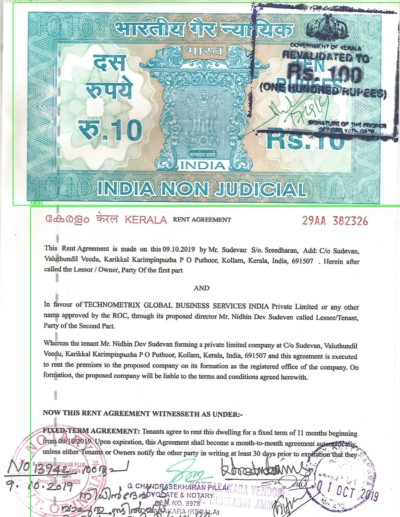 भारतीय गैर न्यायिक
भारत
दस
रुपये
रु.10
TEN
RUPEES
Rs.10
INDIA
INDIA NON JUDICIAL
GOVERNMENT OF KERALA
REVALIDATED TO
Rs. 100
(ONE HUNDRED RUPEES)
SIGNATURE OF THE PROPER
OFFICER WITH DATE
കേരളം केरल KERALA RENT AGREEMENT 29AA 382326
This Rent Agreement is made on this 09.10.2019 by Mr. Sudevan S/o. Sreedharan, Add: C/o Sudevan,
Valuthundil Veedu, Karikkal Karimpinpuzha P O Puthoor, Kollam, Kerala, India, 691507 . Herein after
called the Lessor / Owner, Party Of the first part
AND
In favour of TECHNOMETRIX GLOBAL BUSINESS SERVICES INDIA Private Limited or any other
name approved by the ROC, through its proposed director Mr. Nidhin Dev Sudevan called Lessee/Tenant,
Party of the Second Part.
Whereas the tenant Mr. Nidhin Dev Sudevan forming a private limited company at C/o Sudevan, Valuthundil
Veedu, Karikkal Karimpinpuzha P O Puthoor, Kollam, Kerala, India, 691507 and this agreement is executed
to rent the premises to the proposed company on its formation as the registered office of the company. On
formation, the proposed company will be liable to the terms and conditions agreed herewith.
NOW THIS RENT AGREEMENT WITNESSETH AS UNDER:-
FIXED-TERM AGREEMENT: Tenants agree to rent this dwelling for a fixed term of 11 months beginning
from 09/10/2019. Upon expiration, this Agreement shall become a month-to-month agreement automatically,
unless either Tenants or Owners notify the other party in writing at least 30 days prior to expiration that they
No 13942
9.10.2019
G CHANDRASEKHARAN PILLAI
ADVOCATE & NOTARY
01 OCT 2019